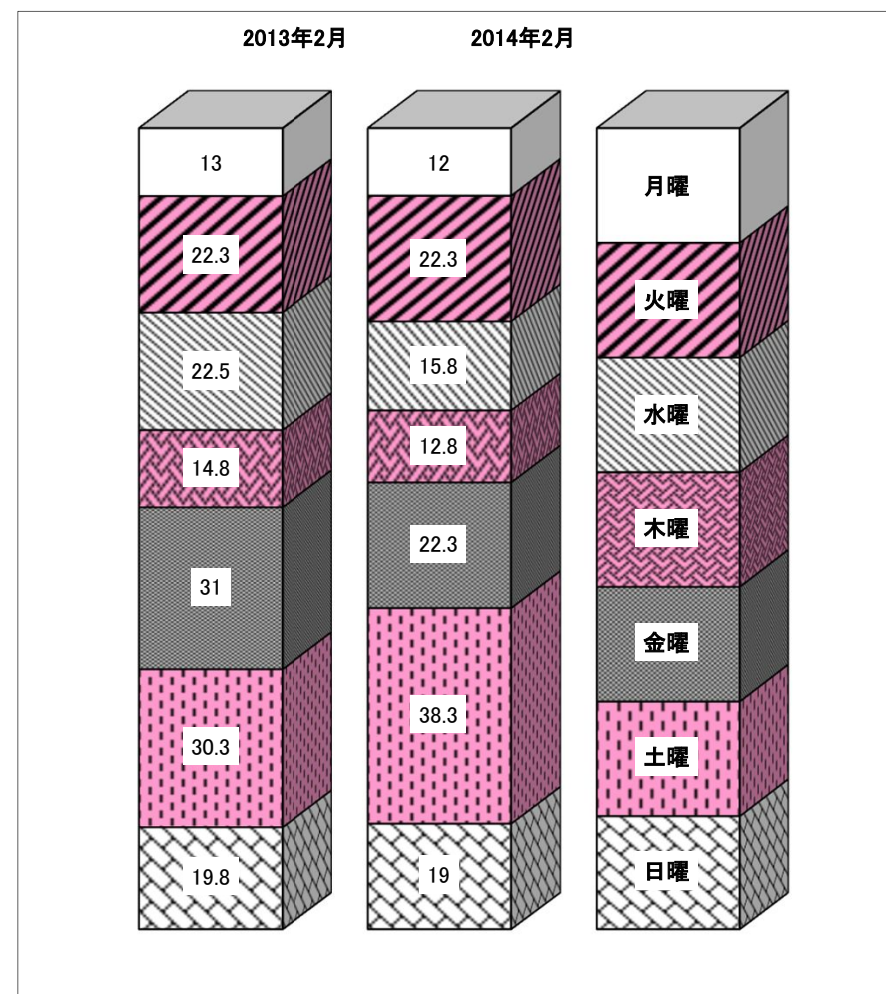 2013年2月 2014年2月
13 12 月曜
22.3 22.3 火曜
22.5 15.8 水曜
14.8 12.8 木曜
31 22.3 金曜
30.3 38.3 土曜
19.8 19 日曜